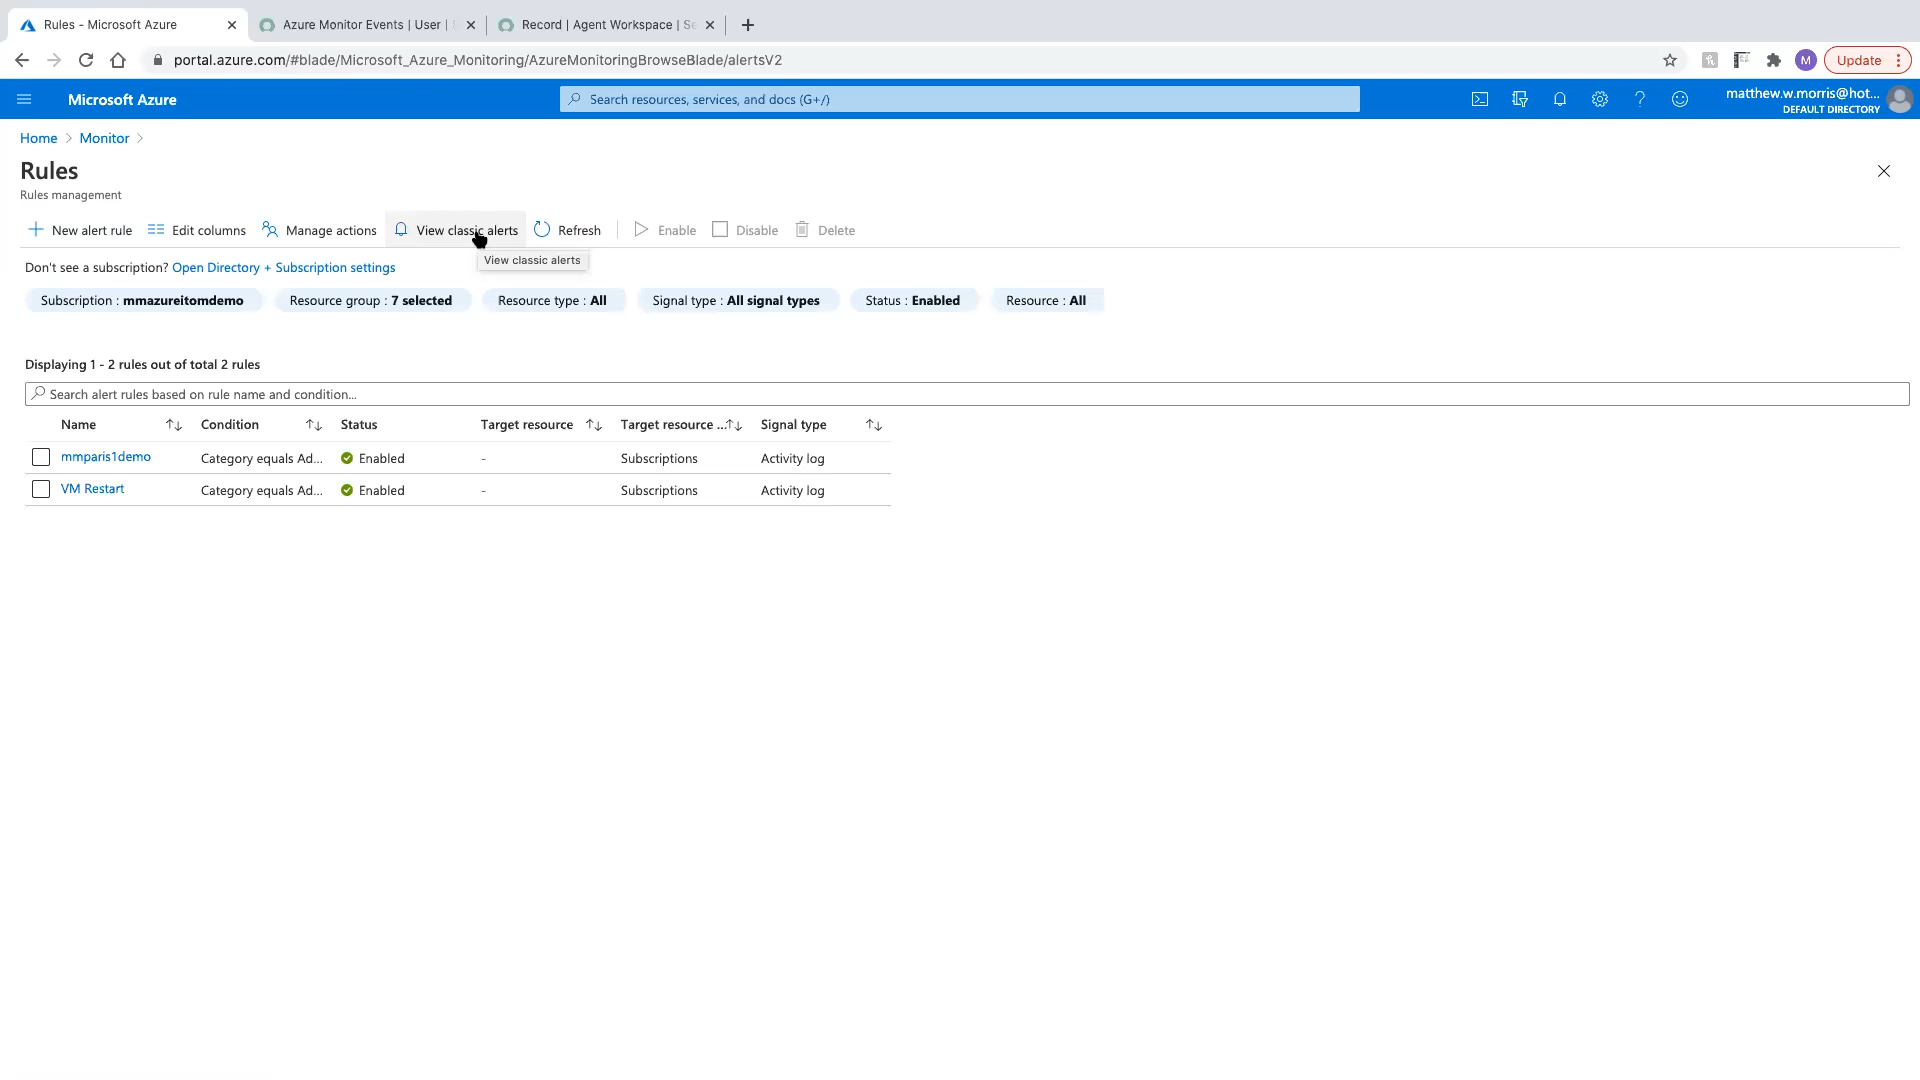 Rules - Microsoft Azure
Azure Monitor Events | User |
Record | Agent Workspace | Se
portal.azure.com/#blade/Microsoft_Azure_Monitoring/AzureMonitoringBrowseBlade/alertsV2
M
Update
Microsoft Azure
Search resources, services, and docs (G+/)
matthew.w.morris@hot...
DEFAULT DIRECTORY
Home > Monitor >
Rules
Rules management
New alert rule
Edit columns
Manage actions
View classic alerts
Refresh
Enable
Disable
Delete
View classic alerts
Don't see a subscription? Open Directory + Subscription settings
Subscription : mmazureitomdemo
Resource group : 7 selected
Resource type : All
Signal type : All signal types
Status : Enabled
Resource : All
Displaying 1 - 2 rules out of total 2 rules
Search alert rules based on rule name and condition...
Name Condition Status Target resource Target resource ... Signal type
mmparis1demo Category equals Ad... Enabled - Subscriptions Activity log
VM Restart Category equals Ad... Enabled - Subscriptions Activity log